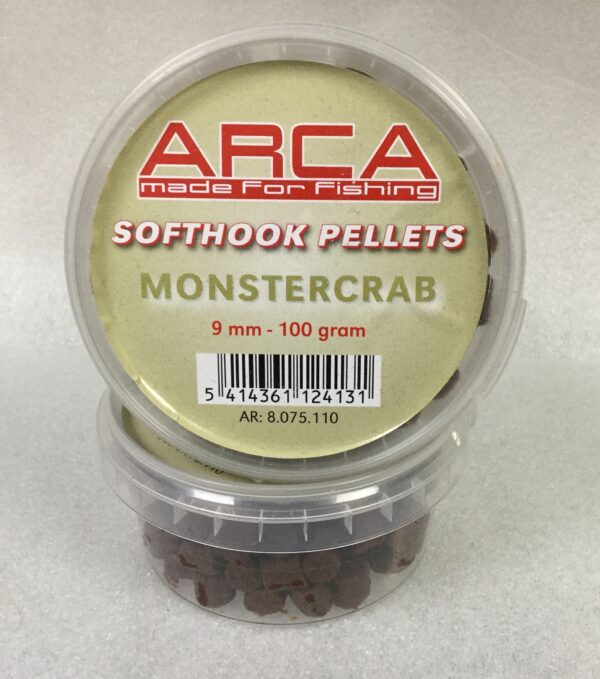 ARCA
made for fishing
SOFTHOOK PELLETS
MONSTERCRAB
9 mm - 100 gram
5 414361 124131
AR: 8.075.110